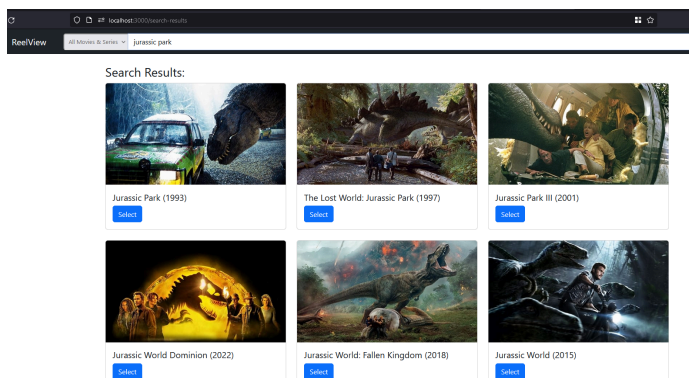 localhost:3000/search-results
ReelView
All Movies & Series
jurassic park
Search Results:
Jurassic Park (1993)
Select
The Lost World: Jurassic Park (1997)
Select
Jurassic Park III (2001)
Select
Jurassic World Dominion (2022)
Select
Jurassic World: Fallen Kingdom (2018)
Select
Jurassic World (2015)
Select